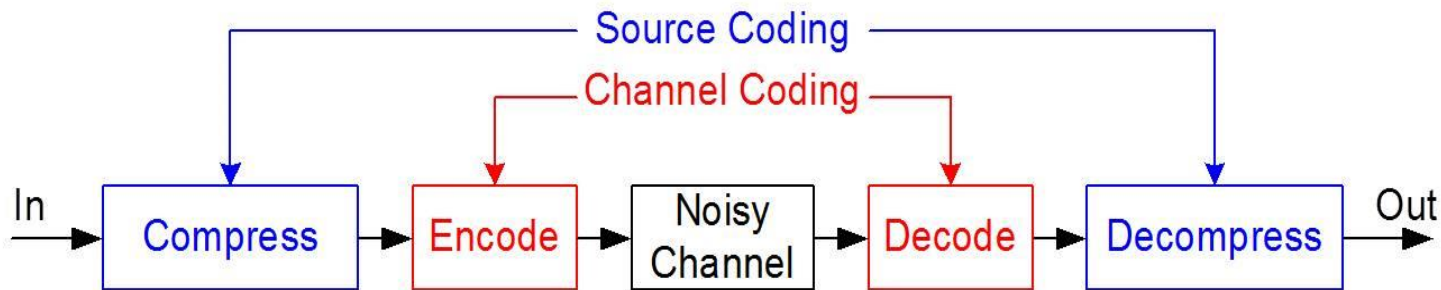 Source Coding
Channel Coding
In
Compress
Encode
Noisy
Channel
Decode
Decompress
Out